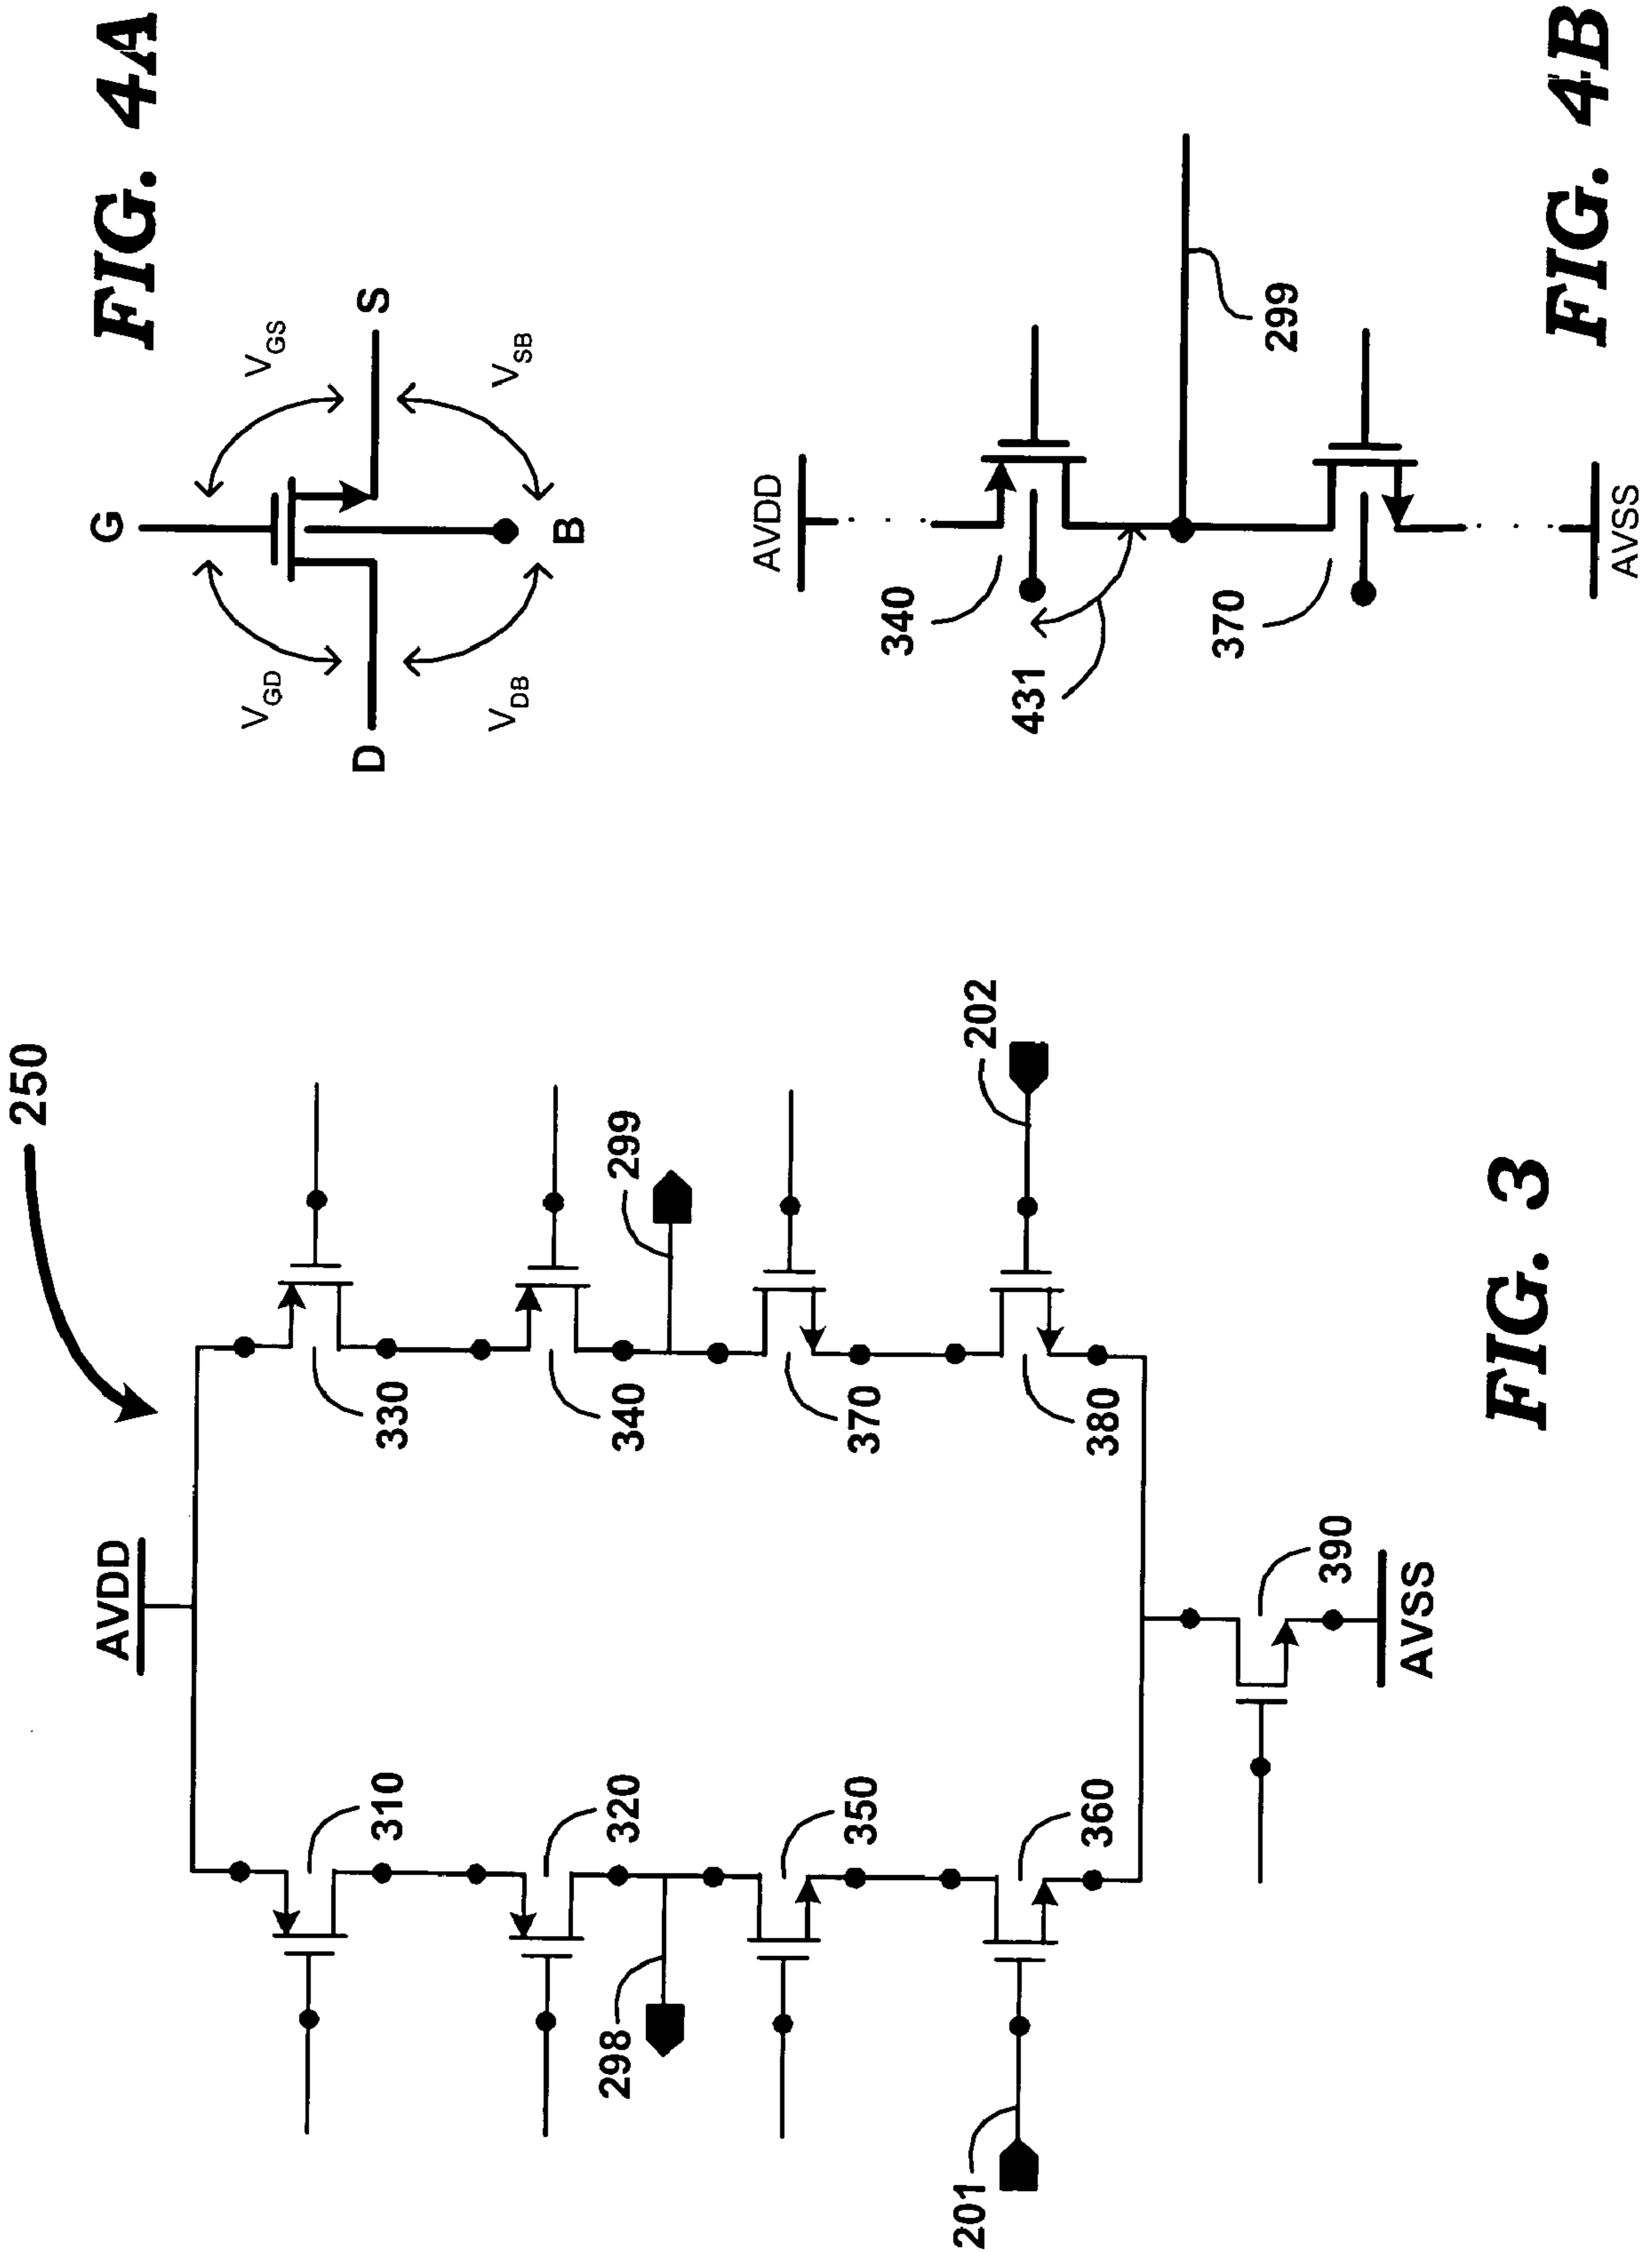 250
AVDD
310
330
320
340
298
299
350
370
360
380
201
202
390
AVSS
FIG. 3
FIG. 4A
G
V_GD
V_GS
D
S
V_DB
V_SB
B
AVDD
340
431
299
370
AVSS
FIG. 4B